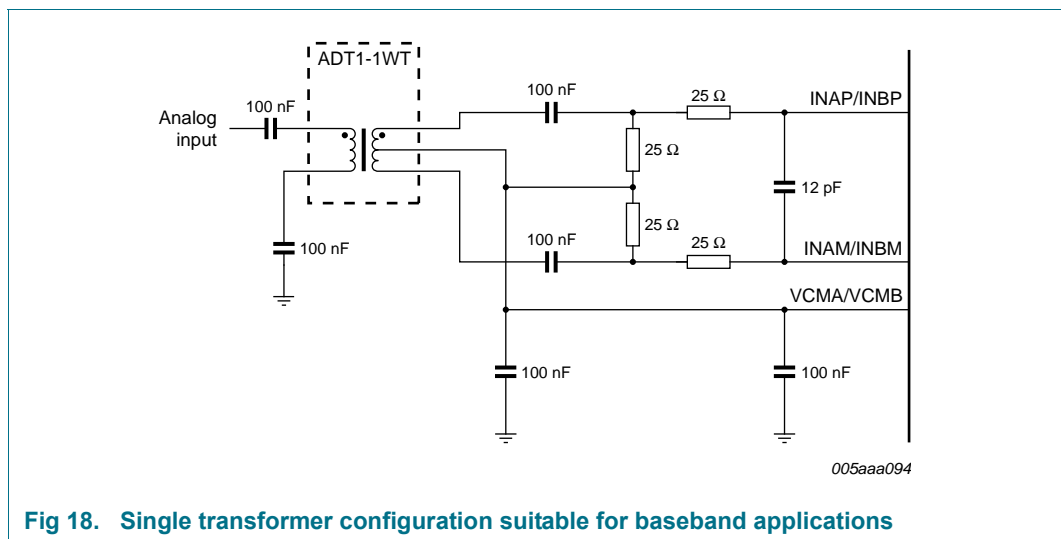 ADT1-1WT
100 nF
Analog
input
100 nF
100 nF
25 Ω
INAP/INBP
25 Ω
12 pF
25 Ω
100 nF
25 Ω
INAM/INBM
VCMA/VCMB
100 nF
100 nF
005aaa094
Fig 18. Single transformer configuration suitable for baseband applications